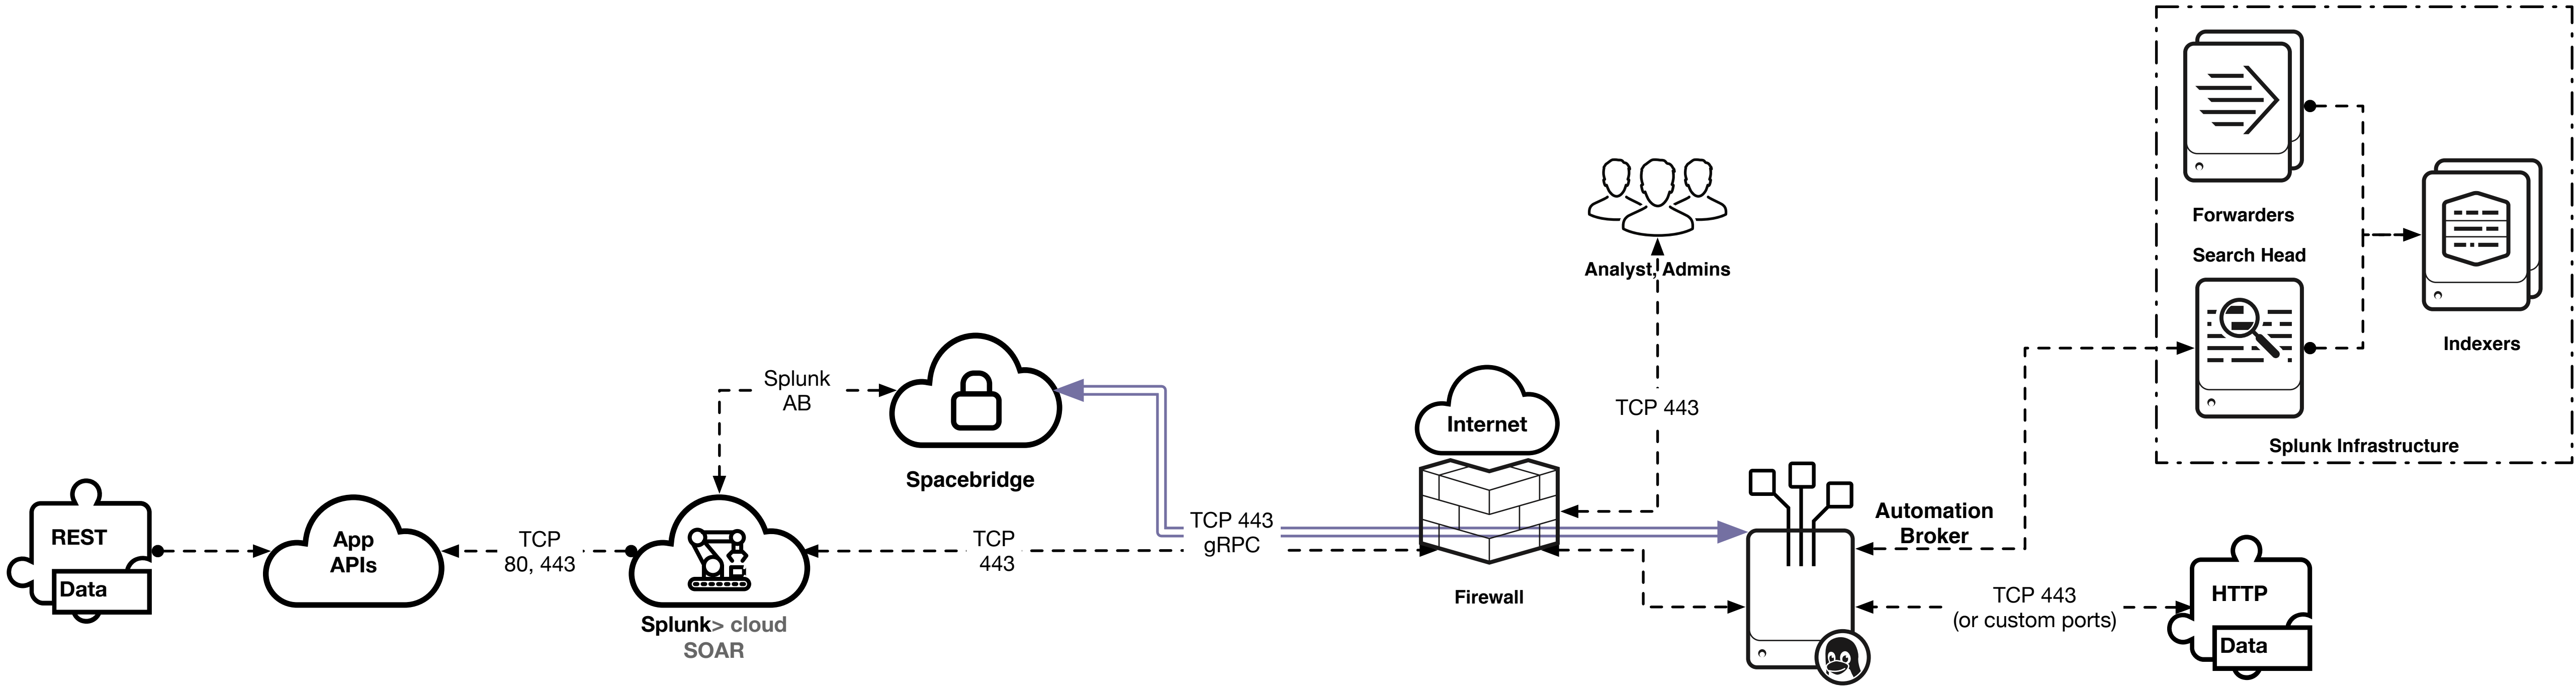 REST
Data
App
APIs
TCP
80, 443
Splunk> cloud
SOAR
Splunk
AB
Spacebridge
TCP
443
TCP 443
gRPC
Internet
Firewall
Analyst, Admins
TCP 443
Automation
Broker
TCP 443
(or custom ports)
HTTP
Data
Forwarders
Search Head
Indexers
Splunk Infrastructure